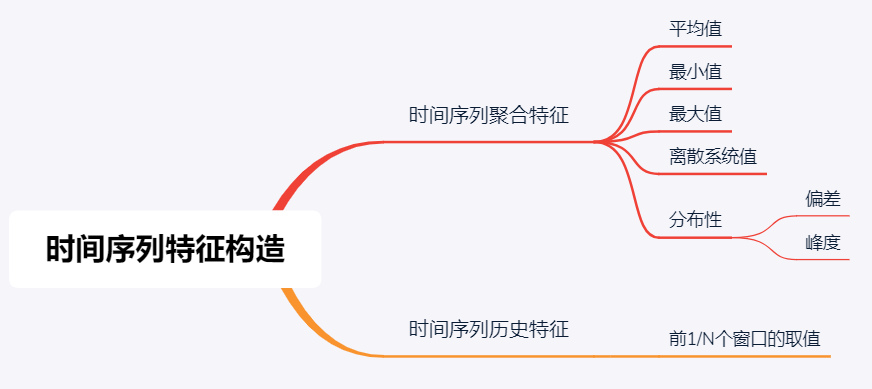 时间序列特征构造
时间序列聚合特征
平均值
最小值
最大值
离散系统值
分布性
偏差
峰度
时间序列历史特征
前1/N个窗口的取值